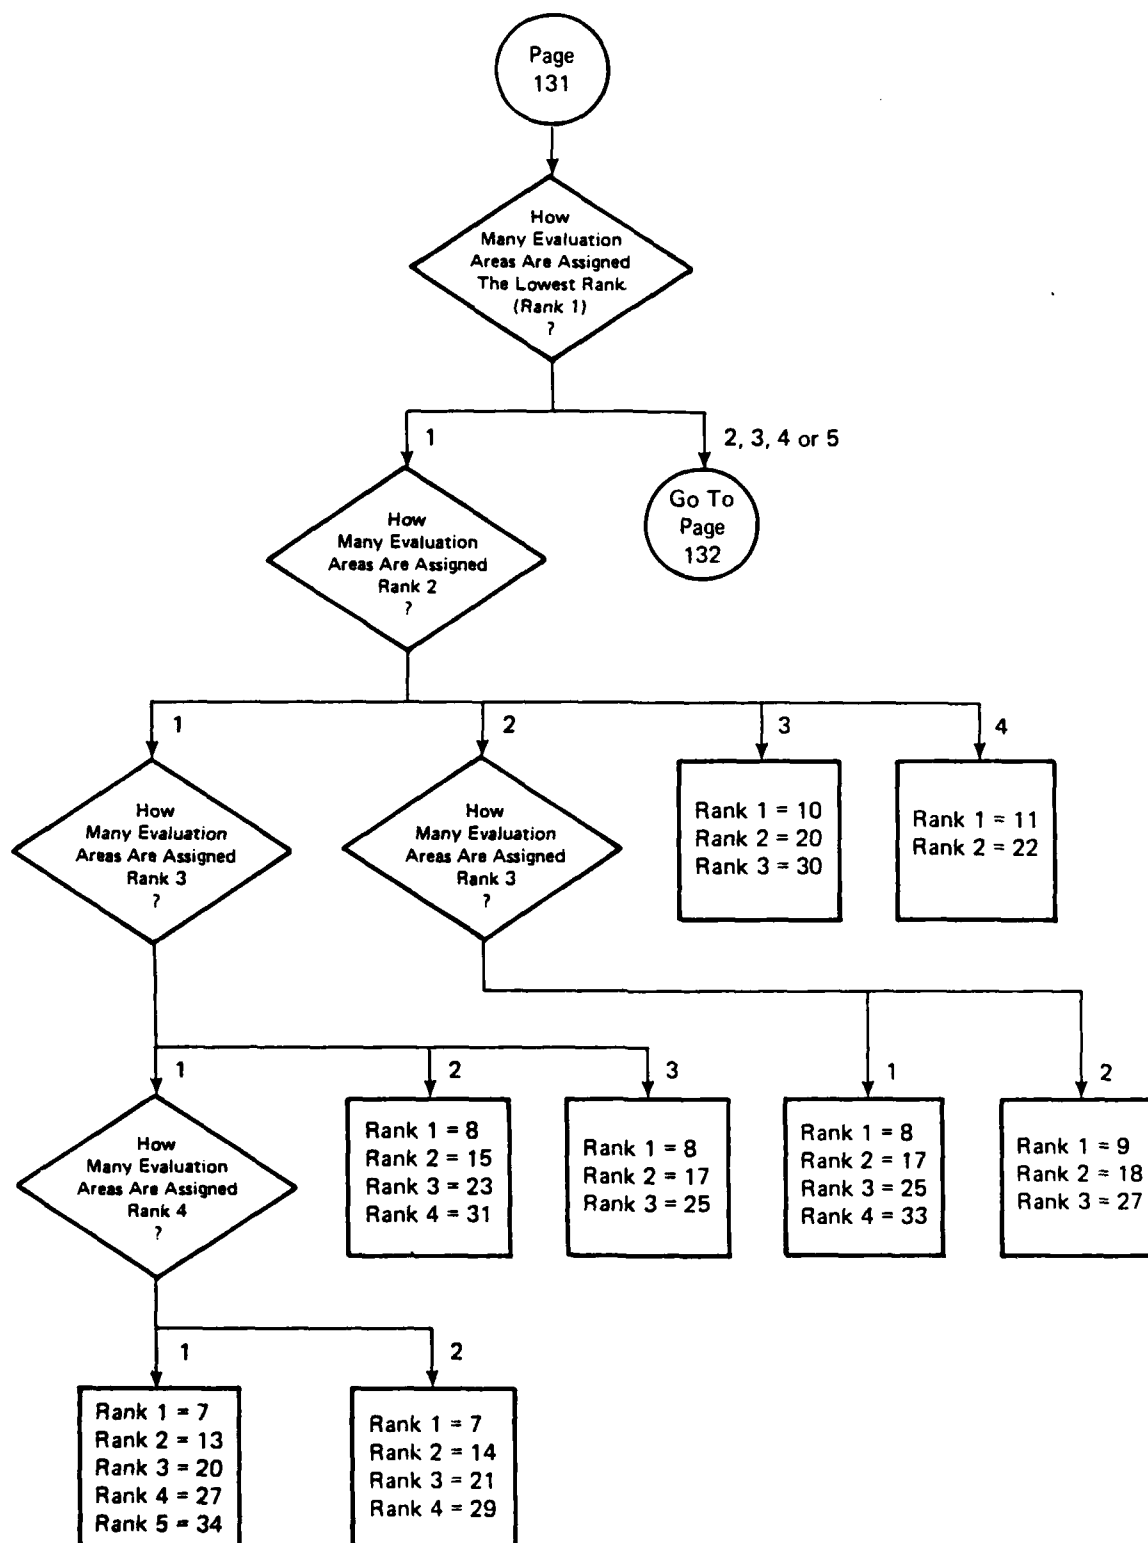 Page
131
How
Many Evaluation
Areas Are Assigned
The Lowest Rank
(Rank 1)
?
1
2, 3, 4 or 5
How
Many Evaluation
Areas Are Assigned
Rank 2
?
Go To
Page
132
1
2
3
4
How
Many Evaluation
Areas Are Assigned
Rank 3
?
How
Many Evaluation
Areas Are Assigned
Rank 3
?
Rank 1 = 10
Rank 2 = 20
Rank 3 = 30
Rank 1 = 11
Rank 2 = 22
1
2
3
1
2
How
Many Evaluation
Areas Are Assigned
Rank 4
?
Rank 1 = 8
Rank 2 = 15
Rank 3 = 23
Rank 4 = 31
Rank 1 = 8
Rank 2 = 17
Rank 3 = 25
Rank 1 = 8
Rank 2 = 17
Rank 3 = 25
Rank 4 = 33
Rank 1 = 9
Rank 2 = 18
Rank 3 = 27
1
2
Rank 1 = 7
Rank 2 = 13
Rank 3 = 20
Rank 4 = 27
Rank 5 = 34
Rank 1 = 7
Rank 2 = 14
Rank 3 = 21
Rank 4 = 29